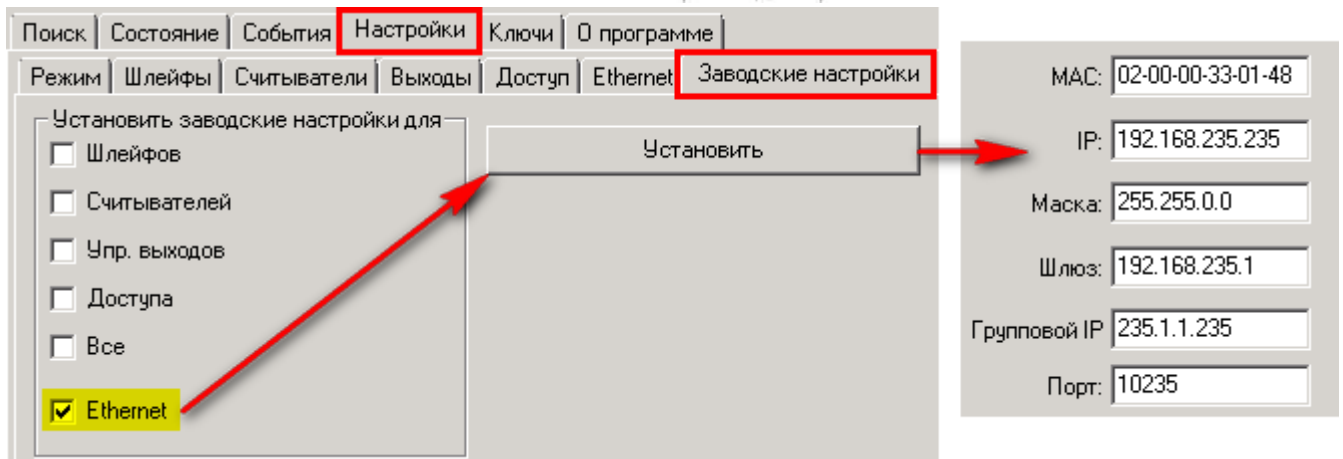 Поиск Состояние События Настройки Ключи О программе
Режим Шлейфы Считыватели Выходы Доступ Ethernet Заводские настройки
Установить заводские настройки для
Шлейфов
Считывателей
Упр. выходов
Доступа
Все
Ethernet
Установить
MAC: 02-00-00-33-01-48
IP: 192.168.235.235
Маска: 255.255.0.0
Шлюз: 192.168.235.1
Групповой IP 235.1.1.235
Порт: 10235